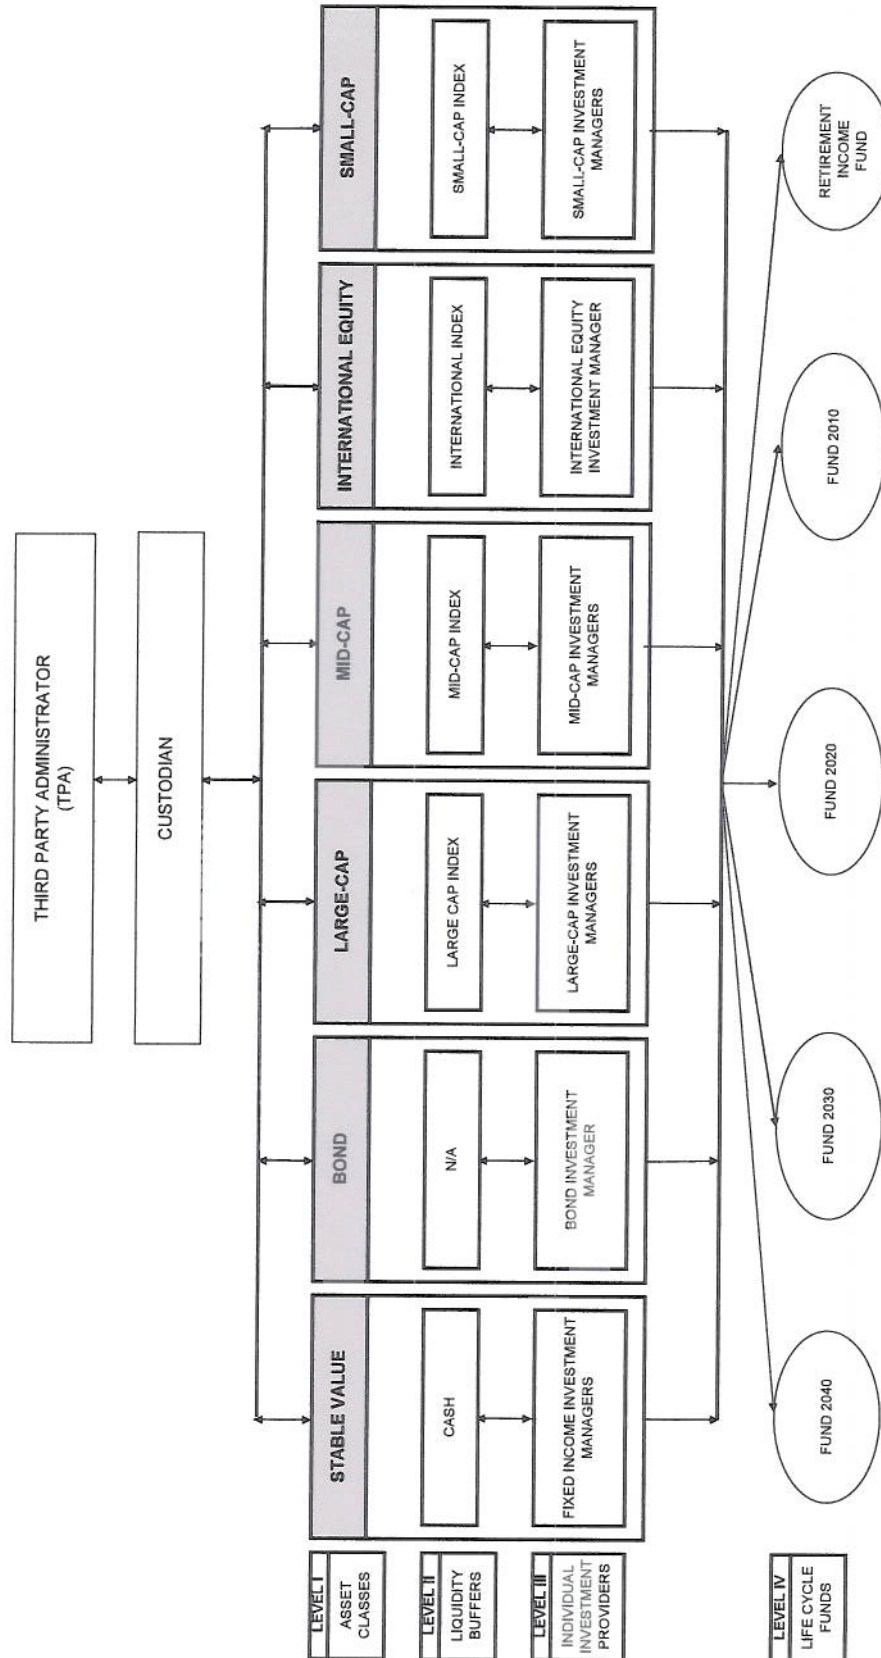 THIRD PARTY ADMINISTRATOR
(TPA)
CUSTODIAN
LEVEL I
ASSET
CLASSES
STABLE VALUE
BOND
LARGE-CAP
MID-CAP
INTERNATIONAL EQUITY
SMALL-CAP
LEVEL II
LIQUIDITY
BUFFERS
CASH
N/A
LARGE CAP INDEX
MID-CAP INDEX
INTERNATIONAL INDEX
SMALL-CAP INDEX
LEVEL III
INDIVIDUAL
INVESTMENT
PROVIDERS
FIXED INCOME INVESTMENT
MANAGERS
BOND INVESTMENT
MANAGER
LARGE-CAP INVESTMENT
MANAGERS
MID-CAP INVESTMENT
MANAGERS
INTERNATIONAL EQUITY
INVESTMENT MANAGER
SMALL-CAP INVESTMENT
MANAGERS
LEVEL IV
LIFE CYCLE
FUNDS
FUND 2040
FUND 2030
FUND 2020
FUND 2010
RETIREMENT
INCOME
FUND